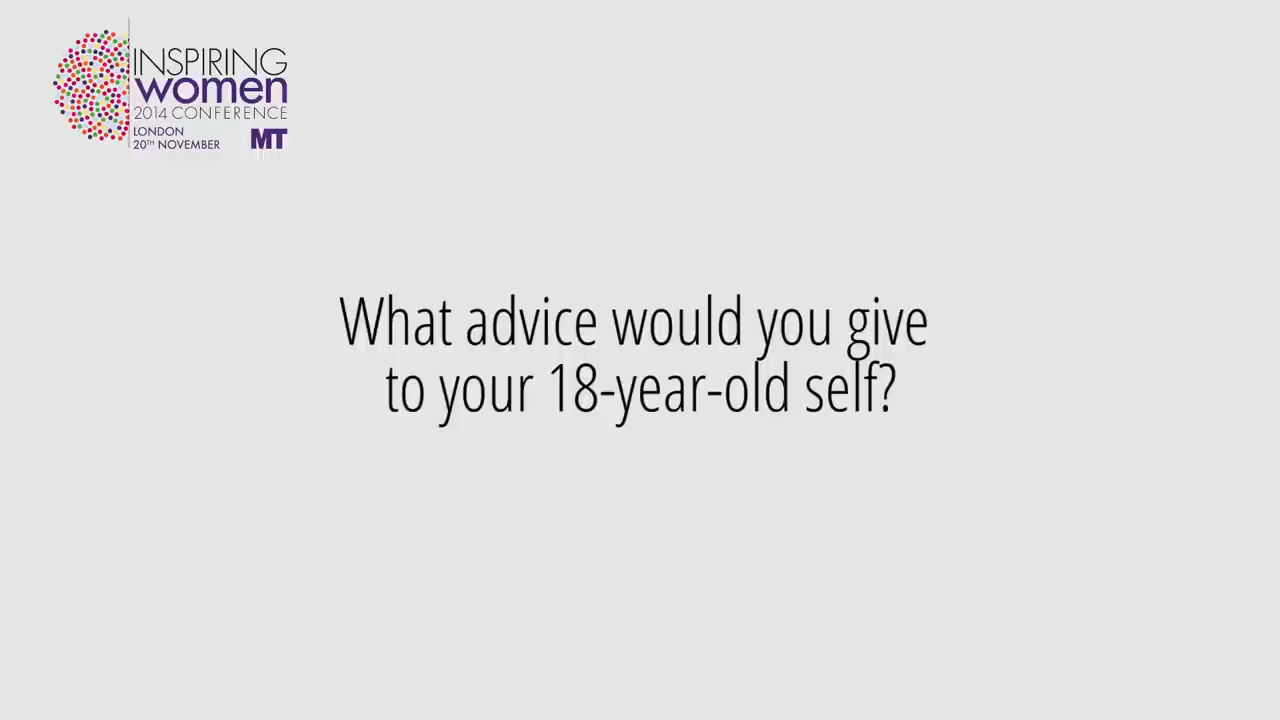 INSPIRING
women
2014 CONFERENCE
LONDON
20TH NOVEMBER MT
What advice would you give
to your 18-year-old self?